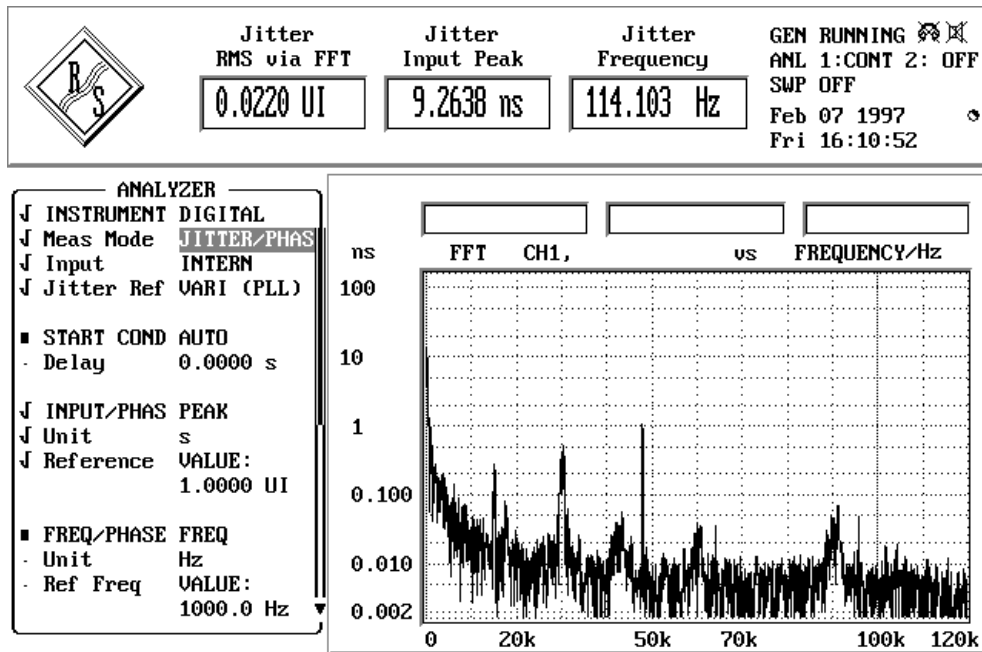 R
S
Jitter
RMS via FFT
0.0220 UI
Jitter
Input Peak
9.2638 ns
Jitter
Frequency
114.103 Hz
GEN RUNNING
ANL 1:CONT 2: OFF
SWP OFF
Feb 07 1997
Fri 16:10:52
ANALYZER
√ INSTRUMENT DIGITAL
√ Meas Mode JITTER/PHAS
√ Input INTERN
√ Jitter Ref VARI (PLL)
START COND AUTO
Delay 0.0000 s
√ INPUT/PHAS PEAK
√ Unit s
√ Reference VALUE:
1.0000 UI
FREQ/PHASE FREQ
Unit Hz
Ref Freq VALUE:
1000.0 Hz
ns FFT CH1, vs FREQUENCY/Hz
100
10
1
0.100
0.010
0.002
0 20k 50k 70k 100k 120k